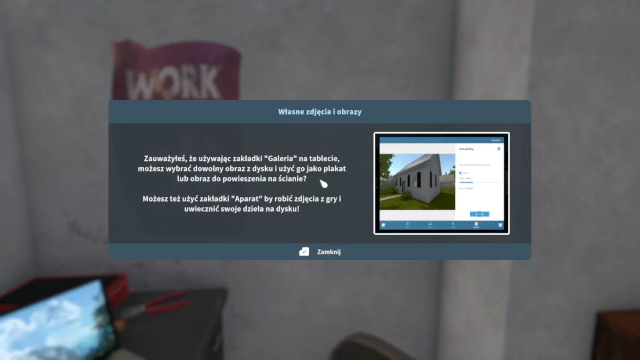 WORK
Własne zdjęcia i obrazy
Zauważyłeś, że używając zakładki "Galeria" na tablecie,
możesz wybrać dowolny obraz z dysku i użyć go jako plakat
lub obraz do powieszenia na ścianie?
Możesz też użyć zakładki "Aparat" by robić zdjęcia z gry i
uwiecznić swoje dzieła na dysku!
Zamknij